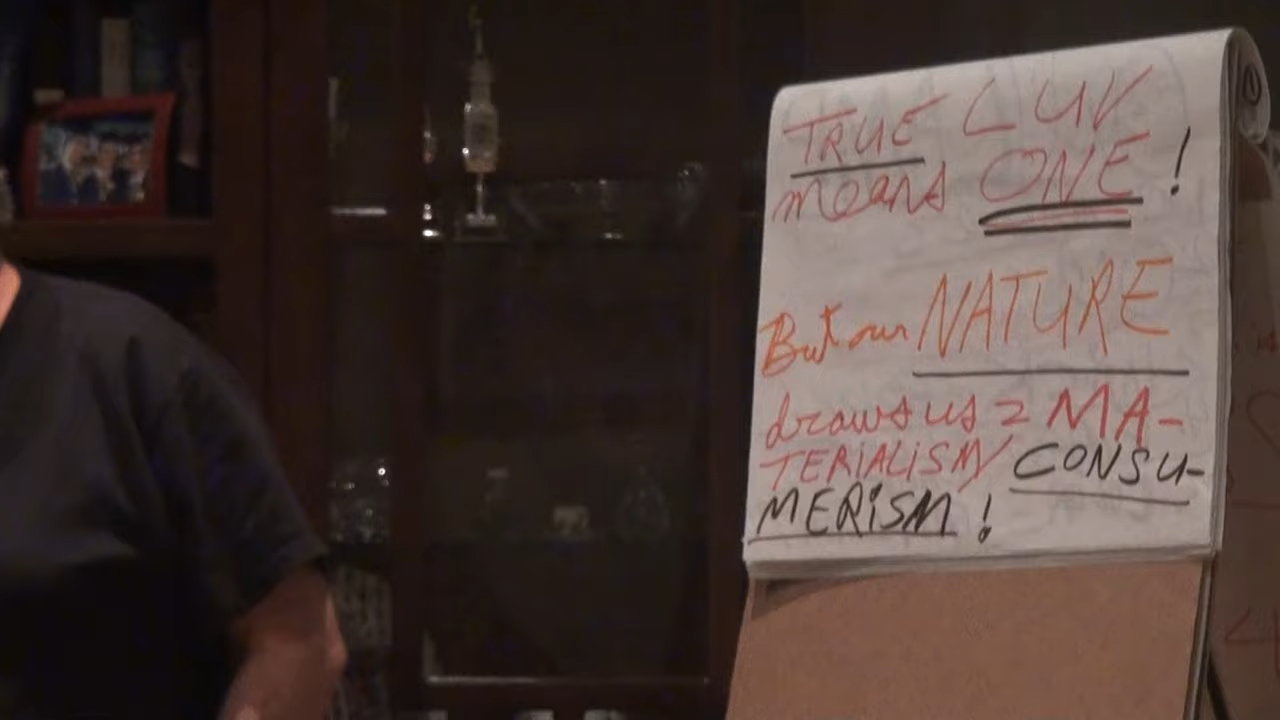 TRUE LUV
means ONE!
But our NATURE
draws us 2 MA-
TERIALISM/CONSU-
MERISM!